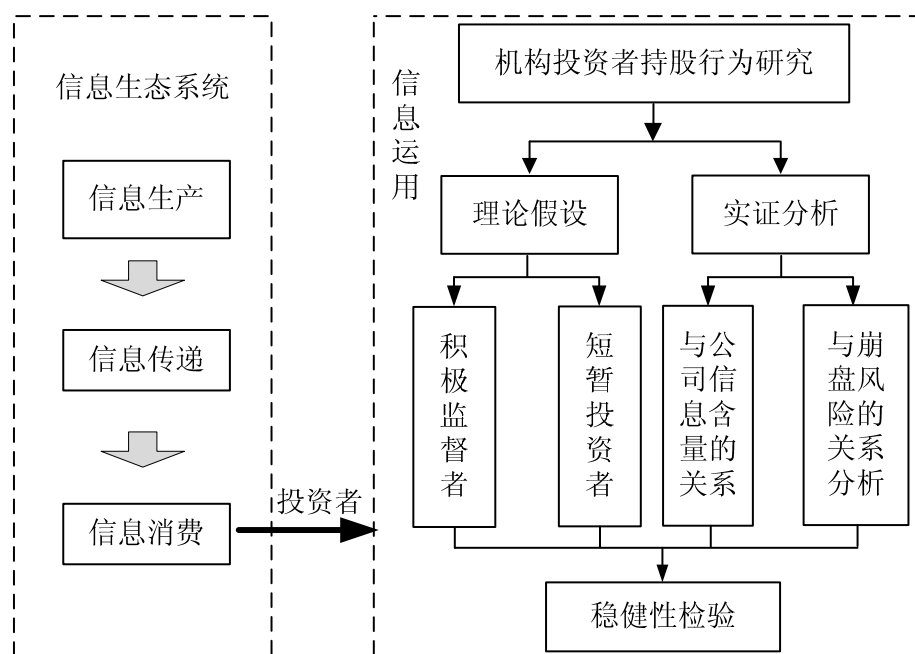 信息生态系统
信息生产
信息传递
信息消费
投资者
信息运用
机构投资者持股行为研究
理论假设
实证分析
积极监督者
短暂投资者
与公司信息含量的关系
与崩盘风险的关系分析
稳健性检验